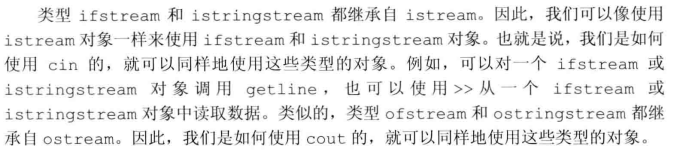 类型 ifstream 和 istringstream 都继承自 istream。因此，我们可以像使用
istream 对象一样来使用 ifstream 和 istringstream 对象。也就是说，我们是如何
使用 cin 的，就可以同样地使用这些类型的对象。例如，可以对一个 ifstream 或
istringstream 对象调用 getline，也可以使用>>从一个 ifstream 或
istringstream 对象中读取数据。类似的，类型 ofstream 和 ostringstream 都继
承自 ostream。因此，我们是如何使用 cout 的，就可以同样地使用这些类型的对象。